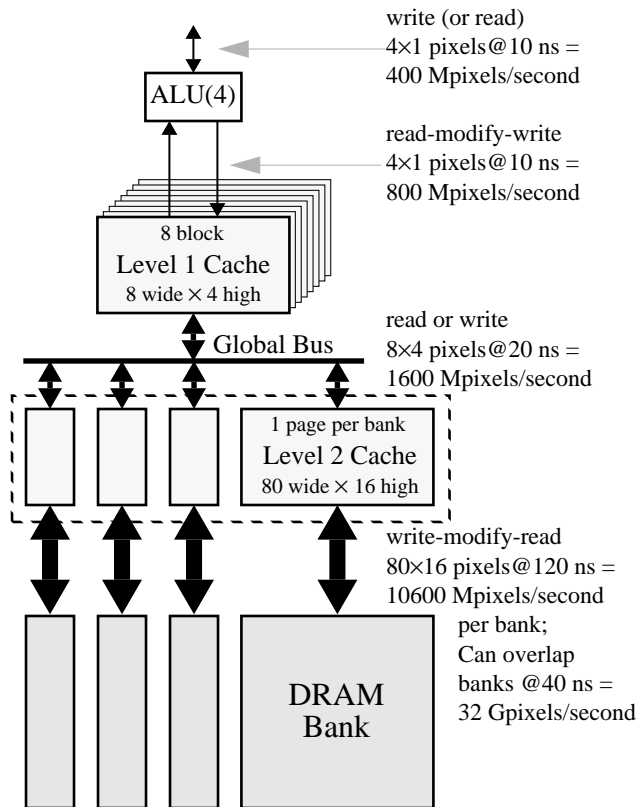 write (or read)
4×1 pixels@10 ns =
400 Mpixels/second
ALU(4)
read-modify-write
4×1 pixels@10 ns =
800 Mpixels/second
8 block
Level 1 Cache
8 wide × 4 high
Global Bus
read or write
8×4 pixels@20 ns =
1600 Mpixels/second
1 page per bank
Level 2 Cache
80 wide × 16 high
write-modify-read
80×16 pixels@120 ns =
10600 Mpixels/second
per bank;
Can overlap
banks @40 ns =
32 Gpixels/second
DRAM
Bank